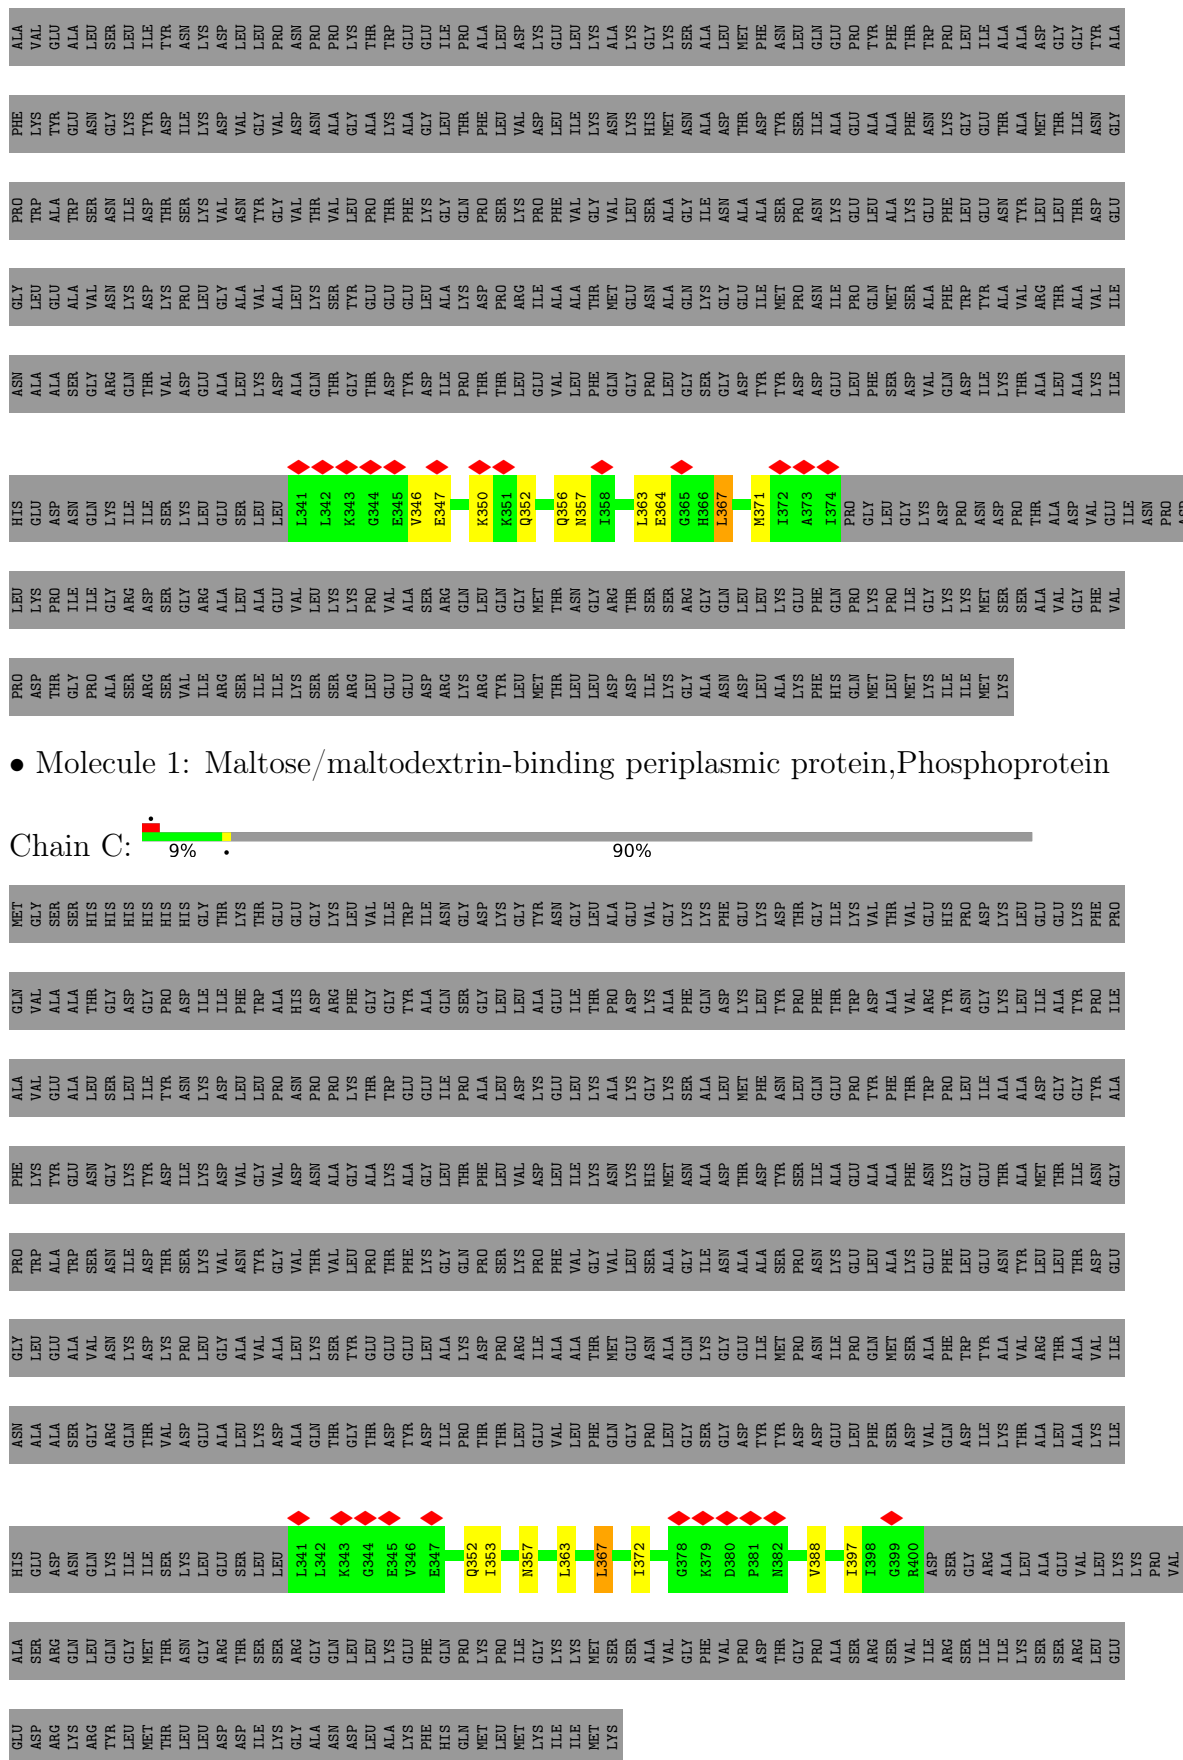 ALA VAL GLU ALA LEU SER LEU ILE TYR ASN LYS ASP LEU LEU PRO ASN PRO PRO LYS THR TRP GLU GLU ILE PRO ALA LEU ASP LYS GLU LEU LYS ALA LYS GLY LYS SER ALA LEU MET PHE ASN LEU GLN GLU PRO TYR PHE THR TRP PRO LEU ILE ALA ALA ASP GLY GLY TYR ALA
PHE LYS TYR GLU ASN GLY LYS TYR ASP ILE LYS ASP VAL GLY VAL ASP ASN ALA GLY ALA LYS ALA GLY LEU THR PHE LEU VAL ASP LEU ILE LYS ASN LYS HIS MET ASN ALA ASP THR ASP TYR SER ILE ALA GLU ALA ALA PHE ASN LYS GLY GLU THR ALA MET THR ILE ASN GLY
PRO TRP ALA TRP SER ASN ILE ASP THR SER LYS VAL ASN TYR GLY VAL THR VAL LEU PRO THR PHE LYS GLY GLN PRO SER LYS PRO PHE VAL GLY VAL LEU SER ALA GLY ILE ASN ALA ALA SER PRO ASN LYS GLU LEU ALA LYS GLU PHE LEU GLU ASN TYR LEU LEU THR ASP GLU
GLY LEU GLU ALA VAL ASN LYS ASP LYS PRO LEU GLY ALA VAL ALA LEU LYS SER TYR GLU GLU GLU LEU ALA LYS ASP PRO ARG ILE ALA ALA THR MET GLU ASN ALA GLN LYS GLY GLU ILE MET PRO ASN ILE PRO GLN MET SER ALA PHE TRP TYR ALA VAL ARG THR ALA VAL ILE
ASN ALA ALA SER GLY ARG GLN THR VAL ASP GLU ALA LEU LYS ASP ALA GLN THR GLY THR ASP TYR ASP ILE PRO THR THR LEU GLU VAL LEU PHE GLN GLY PRO LEU GLY SER GLY ASP TYR TYR ASP ASP GLU LEU PHE SER ASP VAL GLN ASP ILE LYS THR ALA LEU ALA LYS ILE
HIS GLU ASP ASN GLN LYS ILE ILE SER LYS LEU GLU SER LEU LEU L341 L342 K343 G344 E345 V346 E347 K350 K351 Q352 Q356 N357 I358 L363 E364 G365 H366 L367 M371 I372 A373 I374 PRO GLY LEU GLY LYS ASP PRO ASN ASP PRO THR ALA ASP VAL GLU ILE ASN PRO ASP
LEU LYS PRO ILE ILE GLY ARG ASP SER GLY ARG ALA LEU ALA GLU VAL LEU LYS LYS PRO VAL ALA SER ARG GLN LEU GLN GLY MET THR ASN GLY ARG THR SER SER ARG GLY GLN LEU LEU LYS GLU PHE GLN PRO LYS PRO ILE GLY LYS LYS MET SER SER ALA VAL GLY PHE VAL
PRO ASP THR GLY PRO ALA SER ARG SER VAL ILE ARG SER ILE ILE LYS SER SER ARG LEU GLU GLU ASP ARG LYS ARG TYR LEU MET THR LEU LEU ASP ASP ILE LYS GLY ALA ASN ASP LEU ALA LYS PHE HIS GLN MET LEU MET LYS ILE ILE MET LYS
• Molecule 1: Maltose/maltodextrin-binding periplasmic protein,Phosphoprotein
Chain C: 9% 90%
MET GLY SER SER HIS HIS HIS HIS HIS HIS GLY THR LYS THR GLU GLU GLY LYS LEU VAL ILE TRP ILE ASN GLY ASP LYS GLY TYR ASN GLY LEU ALA GLU VAL GLY LYS LYS PHE GLU LYS ASP THR GLY ILE LYS VAL THR VAL GLU HIS PRO ASP LYS LEU GLU GLU LYS PHE PRO
GLN VAL ALA ALA THR GLY ASP GLY PRO ASP ILE ILE PHE TRP ALA HIS ASP ARG PHE GLY GLY TYR ALA GLN SER GLY LEU LEU ALA GLU ILE THR PRO ASP LYS ALA PHE GLN ASP LYS LEU TYR PRO PHE THR TRP ASP ALA VAL ARG TYR ASN GLY LYS LEU ILE ALA TYR PRO ILE
ALA VAL GLU ALA LEU SER LEU ILE TYR ASN LYS ASP LEU LEU PRO ASN PRO PRO LYS THR TRP GLU GLU ILE PRO ALA LEU ASP LYS GLU LEU LYS ALA LYS GLY LYS SER ALA LEU MET PHE ASN LEU GLN GLU PRO TYR PHE THR TRP PRO LEU ILE ALA ALA ASP GLY GLY TYR ALA
PHE LYS TYR GLU ASN GLY LYS TYR ASP ILE LYS ASP VAL GLY VAL ASP ASN ALA GLY ALA LYS ALA GLY LEU THR PHE LEU VAL ASP LEU ILE LYS ASN LYS HIS MET ASN ALA ASP THR ASP TYR SER ILE ALA GLU ALA ALA PHE ASN LYS GLY GLU THR ALA MET THR ILE ASN GLY
PRO TRP ALA TRP SER ASN ILE ASP THR SER LYS VAL ASN TYR GLY VAL THR VAL LEU PRO THR PHE LYS GLY GLN PRO SER LYS PRO PHE VAL GLY VAL LEU SER ALA GLY ILE ASN ALA ALA SER PRO ASN LYS GLU LEU ALA LYS GLU PHE LEU GLU ASN TYR LEU LEU THR ASP GLU
GLY LEU GLU ALA VAL ASN LYS ASP LYS PRO LEU GLY ALA VAL ALA LEU LYS SER TYR GLU GLU GLU LEU ALA LYS ASP PRO ARG ILE ALA ALA THR MET GLU ASN ALA GLN LYS GLY GLU ILE MET PRO ASN ILE PRO GLN MET SER ALA PHE TRP TYR ALA VAL ARG THR ALA VAL ILE
ASN ALA ALA SER GLY ARG GLN THR VAL ASP GLU ALA LEU LYS ASP ALA GLN THR GLY THR ASP TYR ASP ILE PRO THR THR LEU GLU VAL LEU PHE GLN GLY PRO LEU GLY SER GLY ASP TYR TYR ASP ASP GLU LEU PHE SER ASP VAL GLN ASP ILE LYS THR ALA LEU ALA LYS ILE
HIS GLU ASP ASN GLN LYS ILE ILE SER LYS LEU GLU SER LEU LEU L341 L342 K343 G344 E345 V346 E347 Q352 I353 N357 L363 L367 I372 G378 K379 D380 P381 N382 V388 I397 I398 G399 R400 ASP SER GLY ARG ALA LEU ALA GLU VAL LEU LYS LYS PRO VAL
ALA SER ARG GLN LEU GLN GLY MET THR ASN GLY ARG THR SER SER ARG GLY GLN LEU LEU LYS GLU PHE GLN PRO LYS PRO ILE GLY LYS LYS MET SER SER ALA VAL GLY PHE VAL PRO ASP THR GLY PRO ALA SER ARG SER VAL ILE ARG SER ILE ILE LYS SER SER ARG LEU GLU
GLU ASP ARG LYS ARG TYR LEU MET THR LEU LEU ASP ASP ILE LYS GLY ALA ASN ASP LEU ALA LYS PHE HIS GLN MET LEU MET LYS ILE ILE MET LYS